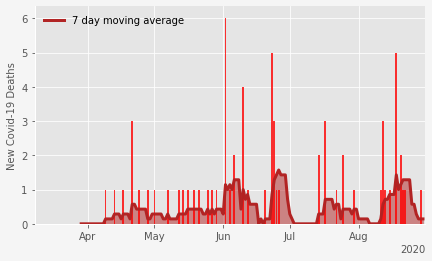 7 day moving average
New Covid-19 Deaths
6
5
4
3
2
1
0
Apr
May
Jun
Jul
Aug
2020